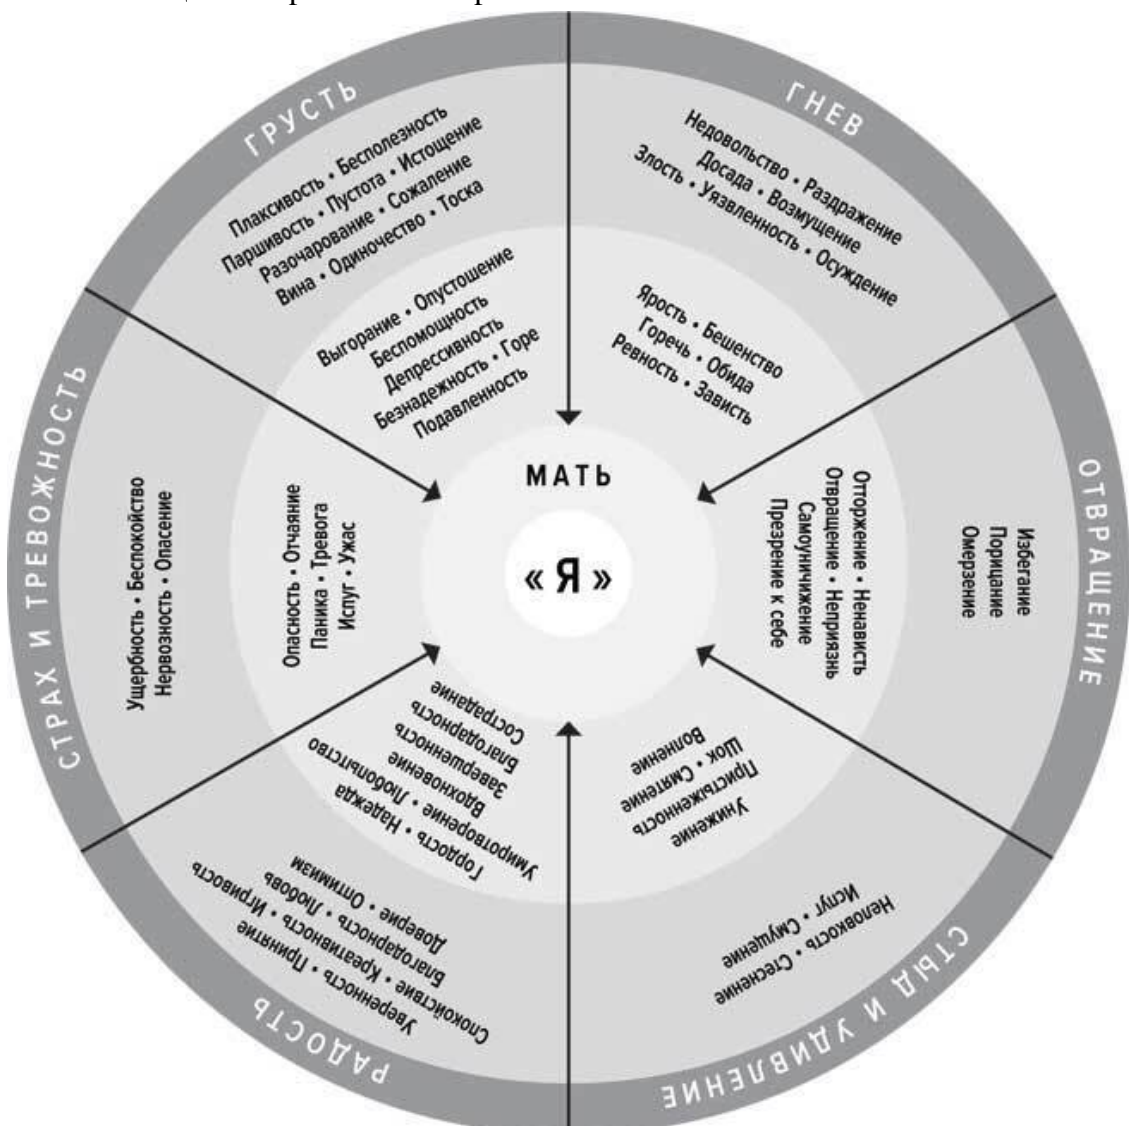 ГРУСТЬ
Плаксивость • Бесполезность
Паршивость • Пустота • Истощение
Разочарование • Сожаление
Вина • Одиночество • Тоска
Выгорание • Опустошение
Беспомощность
Депрессивность
Безнадежность • Горе
Подавленность
ГНЕВ
Недовольство • Раздражение
Досада • Возмущение
Злость • Уязвленность • Осуждение
Ярость • Бешенство
Горечь • Обида
Ревность • Зависть
ОТВРАЩЕНИЕ
Избегание
Порицание
Омерзение
Отторжение • Ненависть
Отвращение • Неприязнь
Самоуничижение
Презрение к себе
СТЫД И УДИВЛЕНИЕ
Неловкость • Стеснение
Испуг • Смущение
Унижение
Пристыженность
Шок • Смятение
Волнение
РАДОСТЬ
Уверенность • Принятие
Спокойствие • Креативность • Игривость
Благодарность • Любовь
Доверие • Оптимизм
Гордость • Надежда
Умиротворение • Любопытство
Вдохновение
Завершенность
Благодарность
Сострадание
СТРАХ И ТРЕВОЖНОСТЬ
Ущербность • Беспокойство
Нервозность • Опасение
Опасность • Отчаяние
Паника • Тревога
Испуг • Ужас
МАТЬ
« Я »